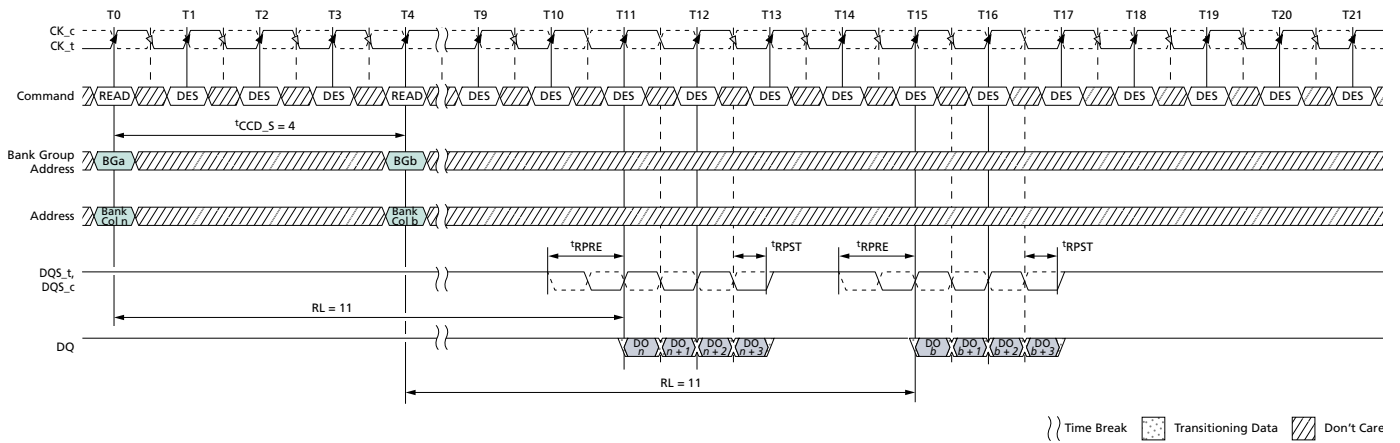 T0 T1 T2 T3 T4 T9 T10 T11 T12 T13 T14 T15 T16 T17 T18 T19 T20 T21
CK_c
CK_t
Command READ DES DES DES READ DES DES DES DES DES DES DES DES DES DES DES DES DES
tCCD_S = 4
Bank Group
Address
BGa BGb
Address
Bank
Col n
Bank
Col b
tRPRE tRPST tRPRE tRPST
DQS_t,
DQS_c
RL = 11
DQ
DO
n
DO
n + 1
DO
n + 2
DO
n + 3
DO
b
DO
b + 1
DO
b + 2
DO
b + 3
RL = 11
Time Break Transitioning Data Don't Care